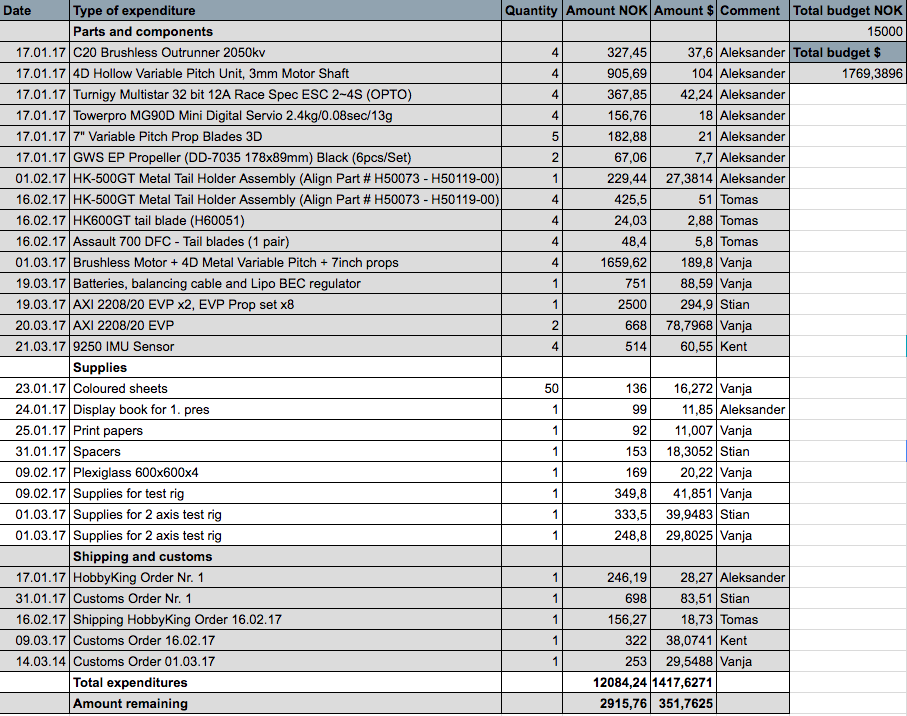 Date Type of expenditure Quantity Amount NOK Amount $ Comment Total budget NOK
Parts and components 15000
17.01.17 C20 Brushless Outrunner 2050kv 4 327,45 37,6 Aleksander Total budget $
17.01.17 4D Hollow Variable Pitch Unit, 3mm Motor Shaft 4 905,69 104 Aleksander 1769,3896
17.01.17 Turnigy Multistar 32 bit 12A Race Spec ESC 2~4S (OPTO) 4 367,85 42,24 Aleksander
17.01.17 Towerpro MG90D Mini Digital Servio 2.4kg/0.08sec/13g 4 156,76 18 Aleksander
17.01.17 7" Variable Pitch Prop Blades 3D 5 182,88 21 Aleksander
17.01.17 GWS EP Propeller (DD-7035 178x89mm) Black (6pcs/Set) 2 67,06 7,7 Aleksander
01.02.17 HK-500GT Metal Tail Holder Assembly (Align Part # H50073 - H50119-00) 1 229,44 27,3814 Aleksander
16.02.17 HK-500GT Metal Tail Holder Assembly (Align Part # H50073 - H50119-00) 4 425,5 51 Tomas
16.02.17 HK600GT tail blade (H60051) 4 24,03 2,88 Tomas
16.02.17 Assault 700 DFC - Tail blades (1 pair) 4 48,4 5,8 Tomas
01.03.17 Brushless Motor + 4D Metal Variable Pitch + 7inch props 4 1659,62 189,8 Vanja
19.03.17 Batteries, balancing cable and Lipo BEC regulator 1 751 88,59 Vanja
19.03.17 AXI 2208/20 EVP x2, EVP Prop set x8 1 2500 294,9 Stian
20.03.17 AXI 2208/20 EVP 2 668 78,7968 Vanja
21.03.17 9250 IMU Sensor 4 514 60,55 Kent
Supplies
23.01.17 Coloured sheets 50 136 16,272 Vanja
24.01.17 Display book for 1. pres 1 99 11,85 Aleksander
25.01.17 Print papers 1 92 11,007 Vanja
31.01.17 Spacers 1 153 18,3052 Stian
09.02.17 Plexiglass 600x600x4 1 169 20,22 Vanja
09.02.17 Supplies for test rig 1 349,8 41,851 Vanja
01.03.17 Supplies for 2 axis test rig 1 333,5 39,9483 Stian
01.03.17 Supplies for 2 axis test rig 1 248,8 29,8025 Vanja
Shipping and customs
17.01.17 HobbyKing Order Nr. 1 1 246,19 28,27 Aleksander
31.01.17 Customs Order Nr. 1 1 698 83,51 Stian
16.02.17 Shipping HobbyKing Order 16.02.17 1 156,27 18,73 Tomas
09.03.17 Customs Order 16.02.17 1 322 38,0741 Kent
14.03.14 Customs Order 01.03.17 1 253 29,5488 Vanja
Total expenditures 12084,24 1417,6271
Amount remaining 2915,76 351,7625